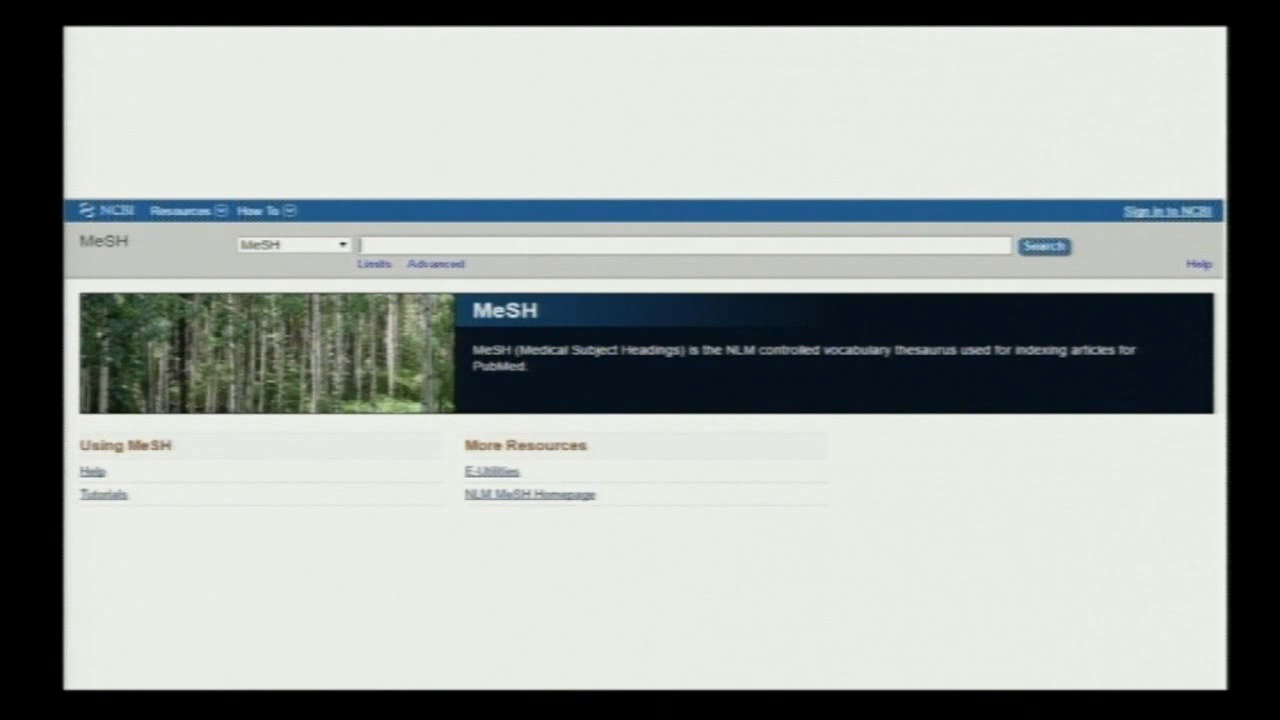 NCBI Resources How To Sign in to NCBI
MeSH MeSH Search
Limits Advanced Help
MeSH
MeSH (Medical Subject Headings) is the NLM controlled vocabulary thesaurus used for indexing articles for
PubMed.
Using MeSH
Help
Tutorials
More Resources
E-Utilities
NLM MeSH Homepage